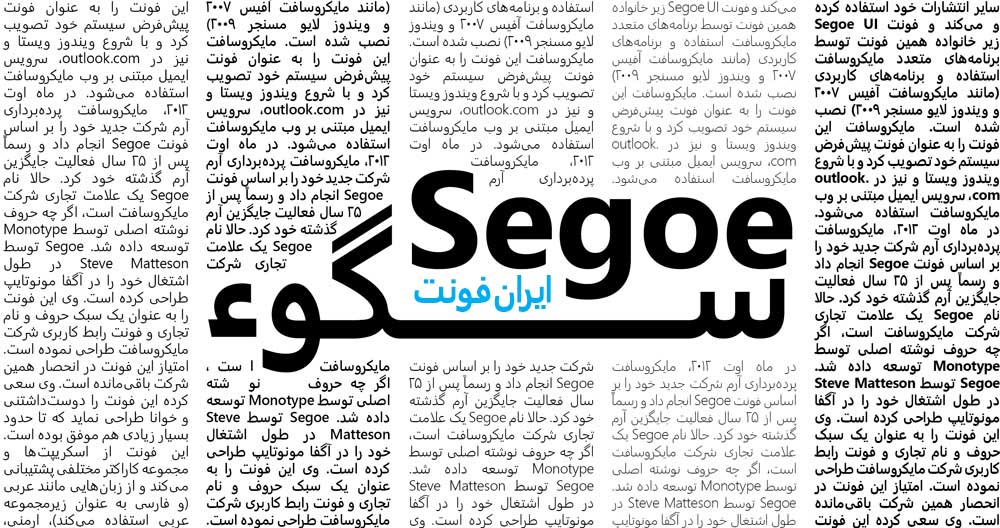 سایر انتشارات خود استفاده کرده
و می‌کند و فونت Segoe UI
زیر خانواده همین فونت توسط
برنامه‌های متعدد مایکروسافت
استفاده و برنامه‌های کاربردی
(مانند مایکروسافت آفیس ۲۰۰۷
و ویندوز لایو مسنجر ۲۰۰۹) نصب
شده است. مایکروسافت این
فونت را به عنوان فونت پیش‌فرض
سیستم خود تصویب کرد و با شروع
ویندوز ویستا و نیز در outlook.
com، سرویس ایمیل مبتنی بر وب
مایکروسافت استفاده می‌شود.
در ماه اوت ۲۰۱۲، مایکروسافت
پرده‌برداری آرم شرکت جدید خود را
بر اساس فونت Segoe انجام داد
و رسماً پس از ۲۵ سال فعالیت
جایگزین آرم گذشته خود کرد. حالا
نام Segoe یک علامت تجاری
شرکت مایکروسافت است، اگر
چه حروف نوشته اصلی توسط
Monotype توسعه داده شد.
Segoe توسط Steve Matteson
در طول اشتغال خود را در آگفا
مونوتایپ طراحی کرده است. وی
این فونت را به عنوان یک سبک
حروف و نام تجاری و فونت رابط
کاربری شرکت مایکروسافت طراحی
نموده است. امتیاز این فونت در
انحصار همین شرکت باقی‌مانده
است. وی سعی کرده این فونت را
می‌کند و فونت Segoe UI زیر خانواده
همین فونت توسط برنامه‌های متعدد
مایکروسافت استفاده و برنامه‌های
کاربردی (مانند مایکروسافت آفیس
۲۰۰۷ و ویندوز لایو مسنجر ۲۰۰۹)
نصب شده است. مایکروسافت این
فونت را به عنوان فونت پیش‌فرض
سیستم خود تصویب کرد و با شروع
ویندوز ویستا و نیز در outlook.
com، سرویس ایمیل مبتنی بر وب
مایکروسافت استفاده می‌شود.
استفاده و برنامه‌های کاربردی (مانند
مایکروسافت آفیس ۲۰۰۷ و ویندوز
لایو مسنجر ۲۰۰۹) نصب شده است.
مایکروسافت این فونت را به عنوان
فونت پیش‌فرض سیستم خود
تصویب کرد و با شروع ویندوز ویستا
و نیز در outlook.com، سرویس
ایمیل مبتنی بر وب مایکروسافت
استفاده می‌شود. در ماه اوت
۲۰۱۲، مایکروسافت
پرده‌برداری آرم
Segoe
ایران فونت
سگوء
در ماه اوت ۲۰۱۲، مایکروسافت
پرده‌برداری آرم شرکت جدید خود را بر
اساس فونت Segoe انجام داد و رسماً
پس از ۲۵ سال فعالیت جایگزین آرم
گذشته خود کرد. حالا نام Segoe یک
علامت تجاری شرکت مایکروسافت
است، اگر چه حروف نوشته اصلی
توسط Monotype توسعه داده شد.
Segoe توسط Steve Matteson در
طول اشتغال خود را در آگفا مونوتایپ
شرکت جدید خود را بر اساس فونت
Segoe انجام داد و رسماً پس از ۲۵
سال فعالیت جایگزین آرم گذشته
خود کرد. حالا نام Segoe یک علامت
تجاری شرکت مایکروسافت است،
اگر چه حروف نوشته اصلی توسط
Monotype توسعه داده شد.
Segoe توسط Steve Matteson
در طول اشتغال خود را در آگفا
مونوتایپ طراحی کرده است. وی
(مانند مایکروسافت آفیس ۲۰۰۷
و ویندوز لایو مسنجر ۲۰۰۹)
نصب شده است. مایکروسافت
این فونت را به عنوان فونت
پیش‌فرض سیستم خود تصویب
کرد و با شروع ویندوز ویستا و
نیز در outlook.com، سرویس
ایمیل مبتنی بر وب مایکروسافت
استفاده می‌شود. در ماه اوت
۲۰۱۲، مایکروسافت پرده‌برداری آرم
شرکت جدید خود را بر اساس فونت
Segoe انجام داد و رسماً پس از
۲۵ سال فعالیت جایگزین آرم
گذشته خود کرد. حالا نام
Segoe یک علامت
تجاری شرکت
مایکروسافت ا ست ،
اگر چه حروف نو شته
اصلی توسط Monotype توسعه
داده شد. Segoe توسط Steve
Matteson در طول اشتغال
خود را در آگفا مونوتایپ طراحی
کرده است. وی این فونت را به
عنوان یک سبک حروف و نام
تجاری و فونت رابط کاربری شرکت
مایکروسافت طراحی نموده است.
این فونت را به عنوان فونت
پیش‌فرض سیستم خود تصویب
کرد و با شروع ویندوز ویستا و
نیز در outlook.com، سرویس
ایمیل مبتنی بر وب مایکروسافت
استفاده می‌شود. در ماه اوت
۲۰۱۲، مایکروسافت پرده‌برداری
آرم شرکت جدید خود را بر اساس
فونت Segoe انجام داد و رسماً
پس از ۲۵ سال فعالیت جایگزین
آرم گذشته خود کرد. حالا نام
Segoe یک علامت تجاری شرکت
مایکروسافت است، اگر چه حروف
نوشته اصلی توسط Monotype
توسعه داده شد. Segoe توسط
Steve Matteson در طول
اشتغال خود را در آگفا مونوتایپ
طراحی کرده است. وی این فونت
را به عنوان یک سبک حروف و نام
تجاری و فونت رابط کاربری شرکت
مایکروسافت طراحی نموده است.
امتیاز این فونت در انحصار همین
شرکت باقی‌مانده است. وی سعی
کرده این فونت را دوست‌داشتنی
و خوانا طراحی نماید که تا حدود
بسیار زیادی هم موفق بوده است.
این فونت از اسکریپت‌ها و
مجموعه کاراکتر مختلفی پشتیبانی
می‌کند و از زبان‌هایی مانند عربی
(و فارسی به عنوان زیرمجموعه
عربی استفاده می‌کند)، ارمنی،